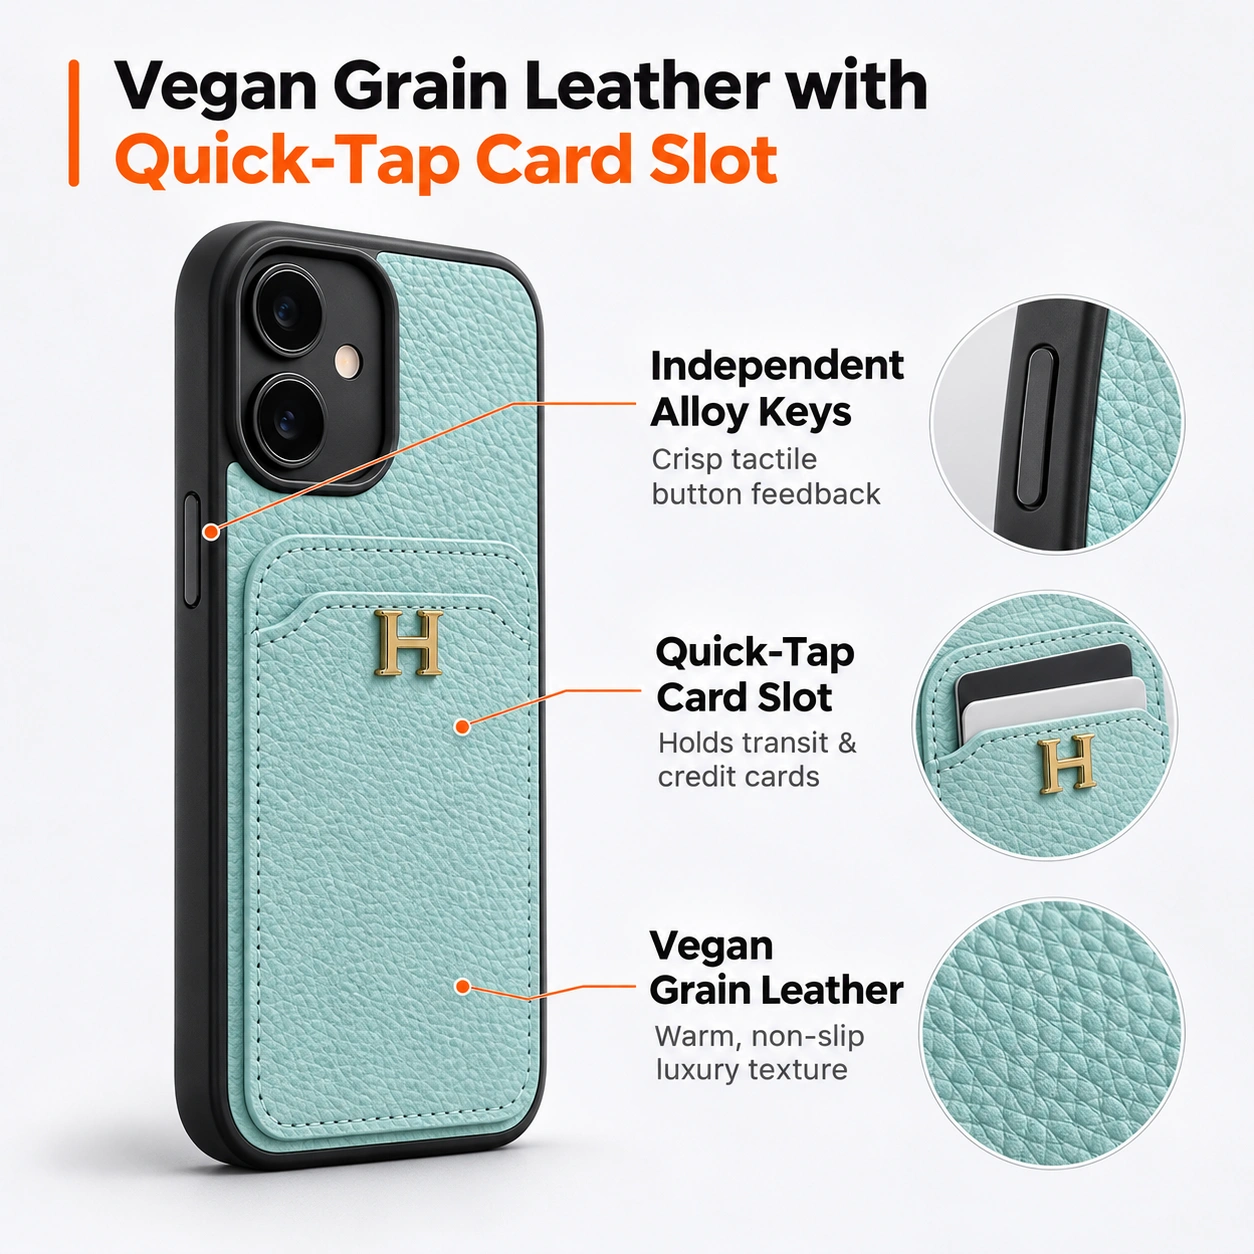 Vegan Grain Leather with
Quick-Tap Card Slot
Independent
Alloy Keys
Crisp tactile
button feedback
H
Quick-Tap
Card Slot
Holds transit &
credit cards
H
Vegan
Grain Leather
Warm, non-slip
luxury texture